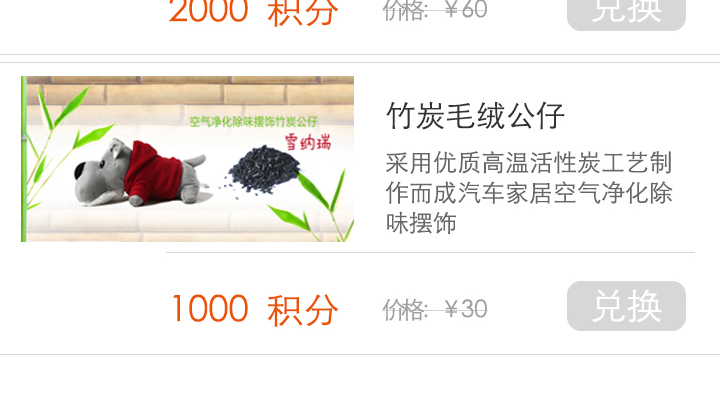 2000 积分 价格: ￥60 兑换
空气净化除味摆饰竹炭公仔
雪纳瑞
竹炭毛绒公仔
采用优质高温活性炭工艺制
作而成汽车家居空气净化除
味摆饰
1000 积分 价格: ￥30 兑换